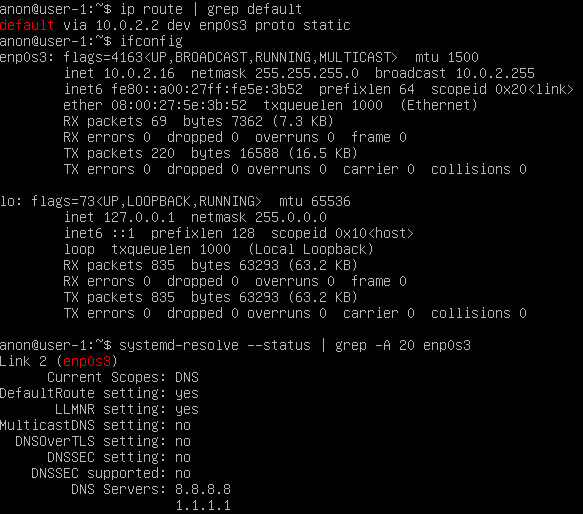 anon@user-1:~$ ip route | grep default
default via 10.0.2.2 dev enp0s3 proto static
anon@user-1:~$ ifconfig
enp0s3: flags=4163<UP,BROADCAST,RUNNING,MULTICAST>  mtu 1500
        inet 10.0.2.16  netmask 255.255.255.0  broadcast 10.0.2.255
        inet6 fe80::a00:27ff:fe5e:3b52  prefixlen 64  scopeid 0x20<link>
        ether 08:00:27:5e:3b:52  txqueuelen 1000  (Ethernet)
        RX packets 69  bytes 7362 (7.3 KB)
        RX errors 0  dropped 0  overruns 0  frame 0
        TX packets 220  bytes 16588 (16.5 KB)
        TX errors 0  dropped 0 overruns 0  carrier 0  collisions 0

lo: flags=73<UP,LOOPBACK,RUNNING>  mtu 65536
        inet 127.0.0.1  netmask 255.0.0.0
        inet6 ::1  prefixlen 128  scopeid 0x10<host>
        loop  txqueuelen 1000  (Local Loopback)
        RX packets 835  bytes 63293 (63.2 KB)
        RX errors 0  dropped 0  overruns 0  frame 0
        TX packets 835  bytes 63293 (63.2 KB)
        TX errors 0  dropped 0 overruns 0  carrier 0  collisions 0

anon@user-1:~$ systemd-resolve --status | grep -A 20 enp0s3
Link 2 (enp0s3)
      Current Scopes: DNS
DefaultRoute setting: yes
       LLMNR setting: yes
MulticastDNS setting: no
  DNSOverTLS setting: no
      DNSSEC setting: no
    DNSSEC supported: no
         DNS Servers: 8.8.8.8
                      1.1.1.1